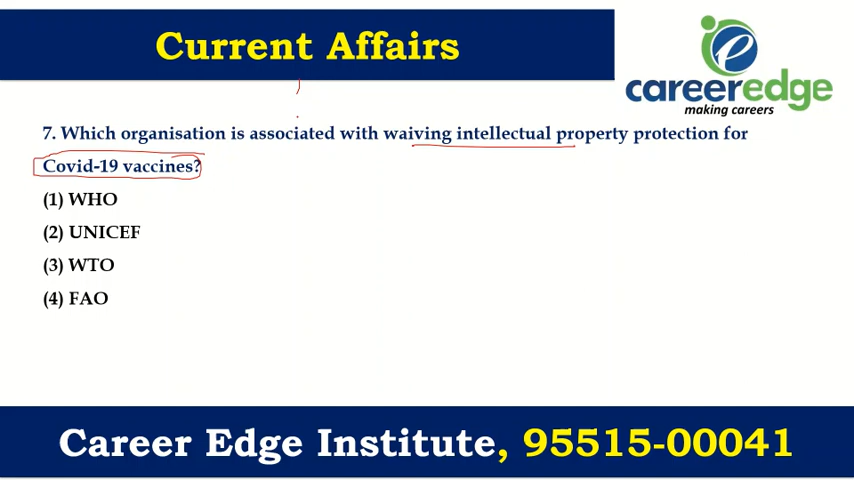 Current Affairs
careeredge
making careers
7. Which organisation is associated with waiving intellectual property protection for
Covid-19 vaccines?
(1) WHO
(2) UNICEF
(3) WTO
(4) FAO
Career Edge Institute, 95515-00041